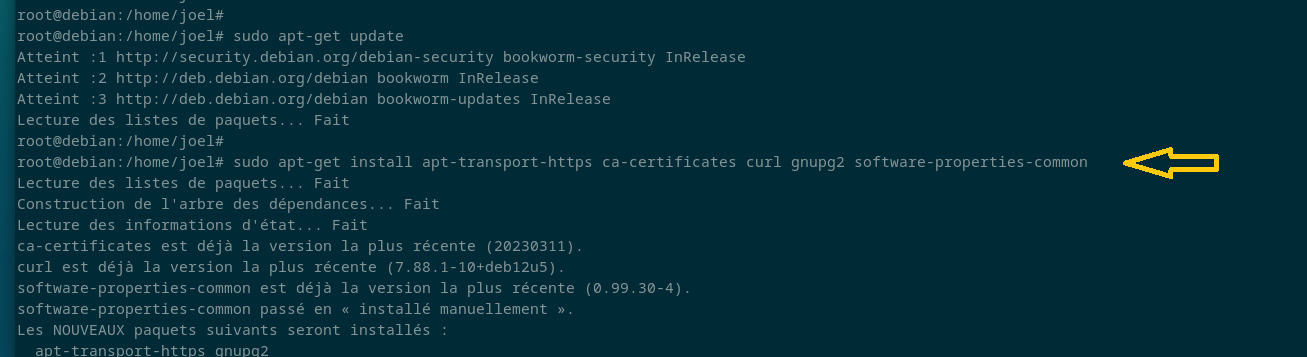 root@debian:/home/joel#
root@debian:/home/joel# sudo apt-get update
Atteint :1 http://security.debian.org/debian-security bookworm-security InRelease
Atteint :2 http://deb.debian.org/debian bookworm InRelease
Atteint :3 http://deb.debian.org/debian bookworm-updates InRelease
Lecture des listes de paquets... Fait
root@debian:/home/joel#
root@debian:/home/joel# sudo apt-get install apt-transport-https ca-certificates curl gnupg2 software-properties-common
Lecture des listes de paquets... Fait
Construction de l'arbre des dépendances... Fait
Lecture des informations d'état... Fait
ca-certificates est déjà la version la plus récente (20230311).
curl est déjà la version la plus récente (7.88.1-10+deb12u5).
software-properties-common est déjà la version la plus récente (0.99.30-4).
software-properties-common passé en « installé manuellement ».
Les NOUVEAUX paquets suivants seront installés :
  apt-transport-https gnupg2